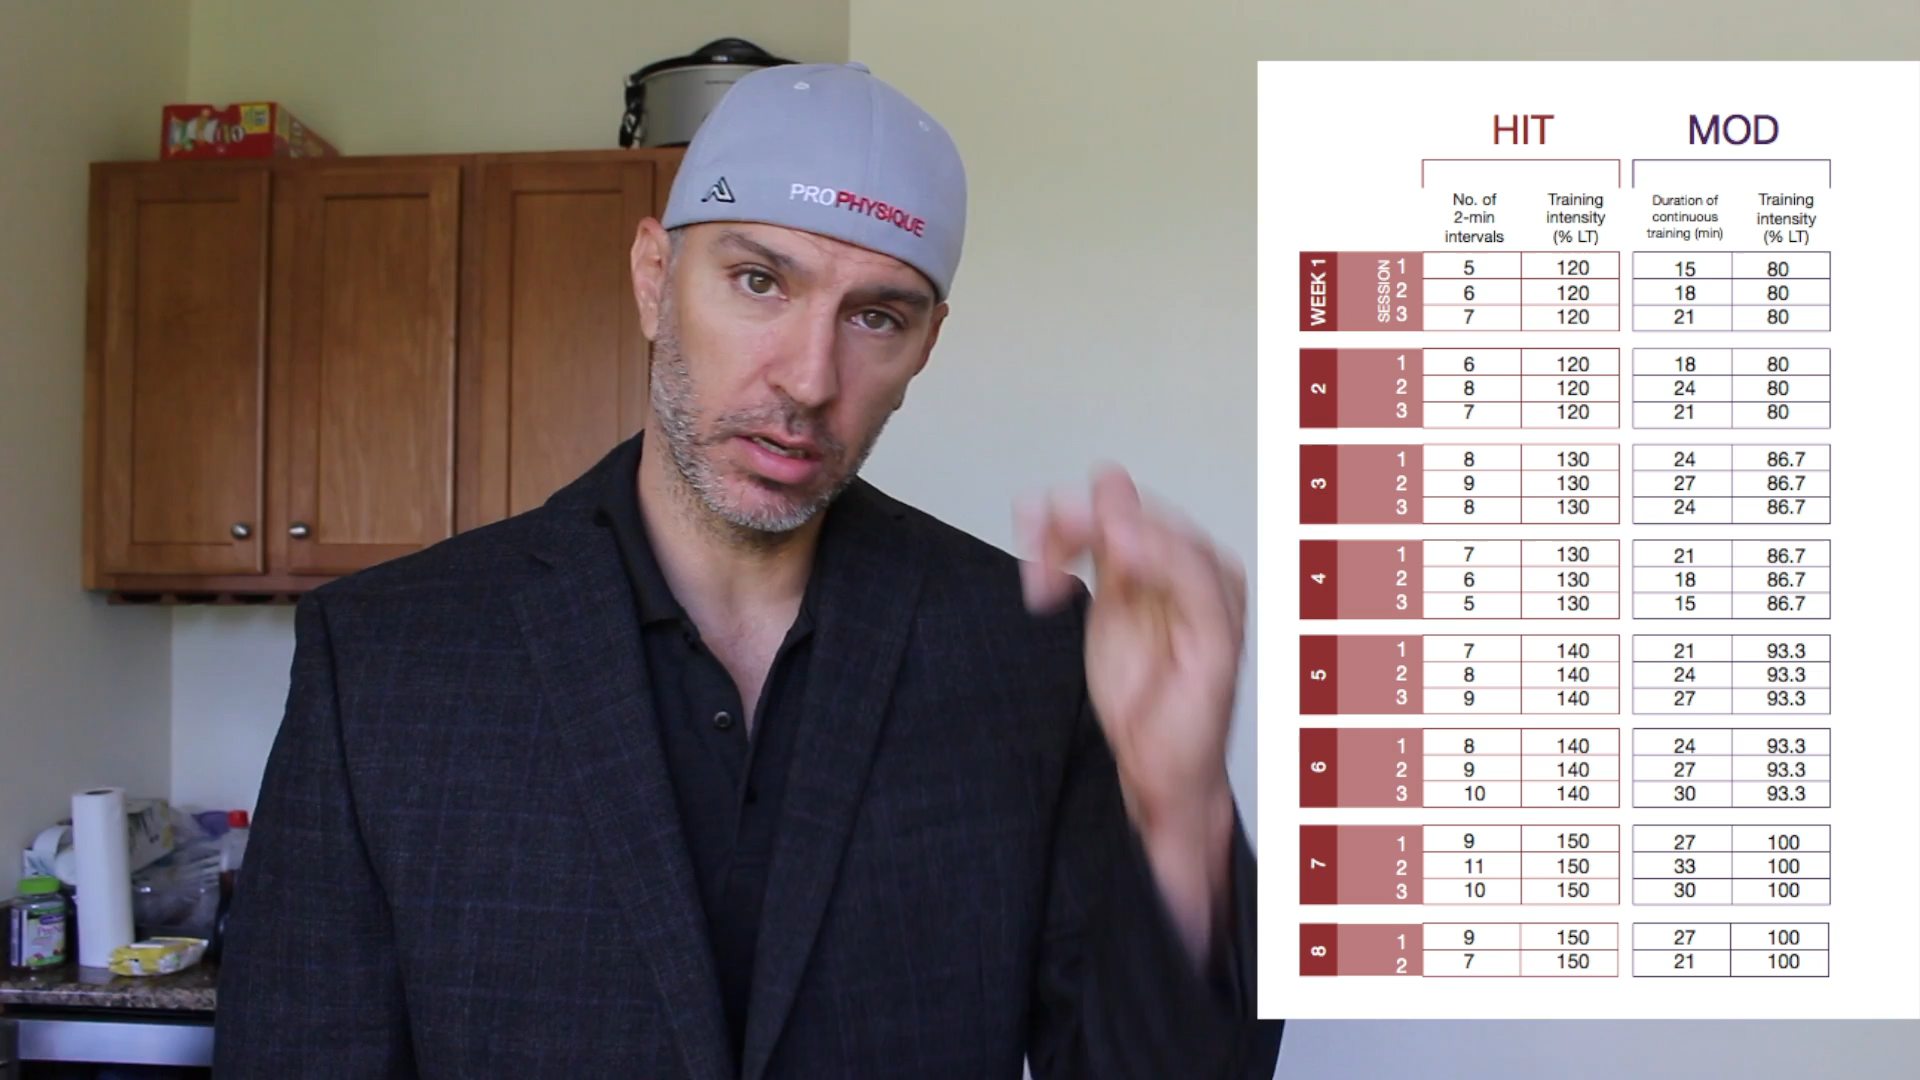 PROPHYSIQUE
HIT MOD
No. of 2-min intervals Training intensity (% LT) Duration of continuous training (min) Training intensity (% LT)
WEEK 1 SESSION 1 5 120 15 80
2 6 120 18 80
3 7 120 21 80
2 1 6 120 18 80
2 8 120 24 80
3 7 120 21 80
3 1 8 130 24 86.7
2 9 130 27 86.7
3 8 130 24 86.7
4 1 7 130 21 86.7
2 6 130 18 86.7
3 5 130 15 86.7
5 1 7 140 21 93.3
2 8 140 24 93.3
3 9 140 27 93.3
6 1 8 140 24 93.3
2 9 140 27 93.3
3 10 140 30 93.3
7 1 9 150 27 100
2 11 150 33 100
3 10 150 30 100
8 1 9 150 27 100
2 7 150 21 100